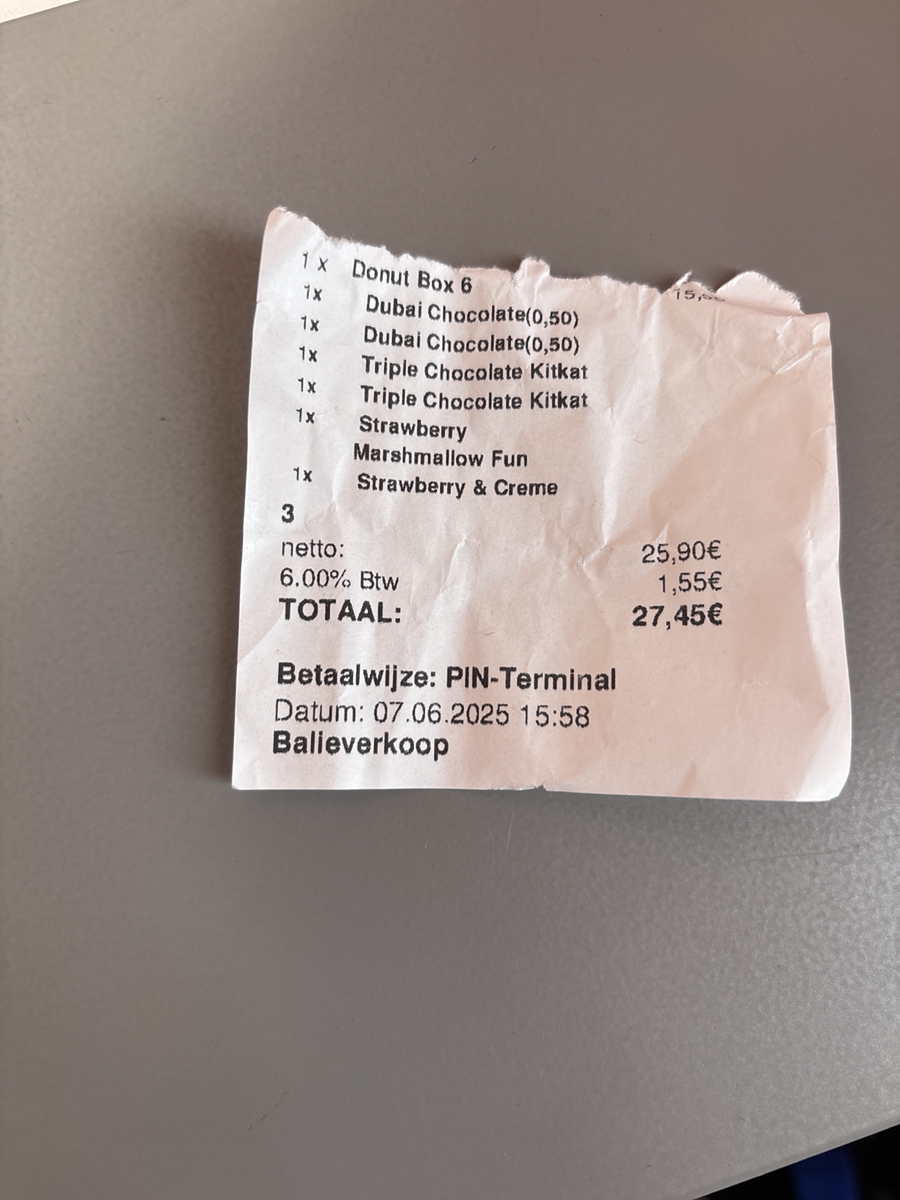 1 x Donut Box 6
1x Dubai Chocolate(0,50)
1x Dubai Chocolate(0,50)
1x Triple Chocolate Kitkat
1x Triple Chocolate Kitkat
1x Strawberry
Marshmallow Fun
1x Strawberry & Creme
3
netto: 25,90€
6.00% Btw 1,55€
TOTAAL: 27,45€
Betaalwijze: PIN-Terminal
Datum: 07.06.2025 15:58
Balieverkoop